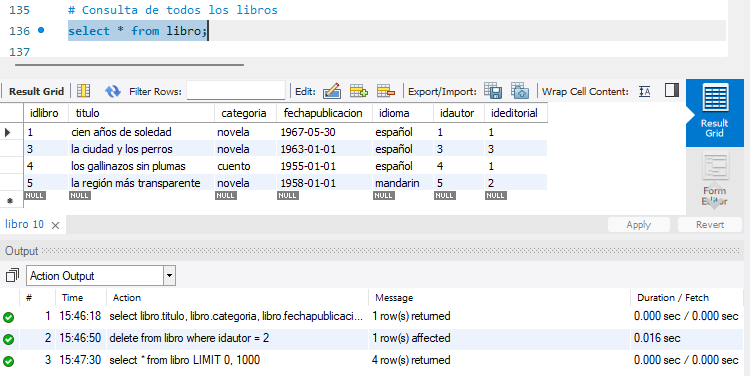 135 # Consulta de todos los libros
136 select * from libro;
137
Result Grid Filter Rows: Edit: Export/Import: Wrap Cell Content:
idlibro titulo categoria fechapublicacion idioma idautor ideditorial
1 cien años de soledad novela 1967-05-30 español 1 1
3 la ciudad y los perros novela 1963-01-01 español 3 3
4 los gallinazos sin plumas cuento 1955-01-01 español 4 1
5 la región más transparente novela 1958-01-01 mandarin 5 2
NULL NULL NULL NULL NULL NULL NULL
Result
Grid
Form
Editor
libro 10 Apply Revert
Output
Action Output
# Time Action Message Duration / Fetch
1 15:46:18 select libro.titulo, libro.categoria, libro.fechapublicaci... 1 row(s) returned 0.000 sec / 0.000 sec
2 15:46:50 delete from libro where idautor = 2 1 row(s) affected 0.016 sec
3 15:47:30 select * from libro LIMIT 0, 1000 4 row(s) returned 0.000 sec / 0.000 sec